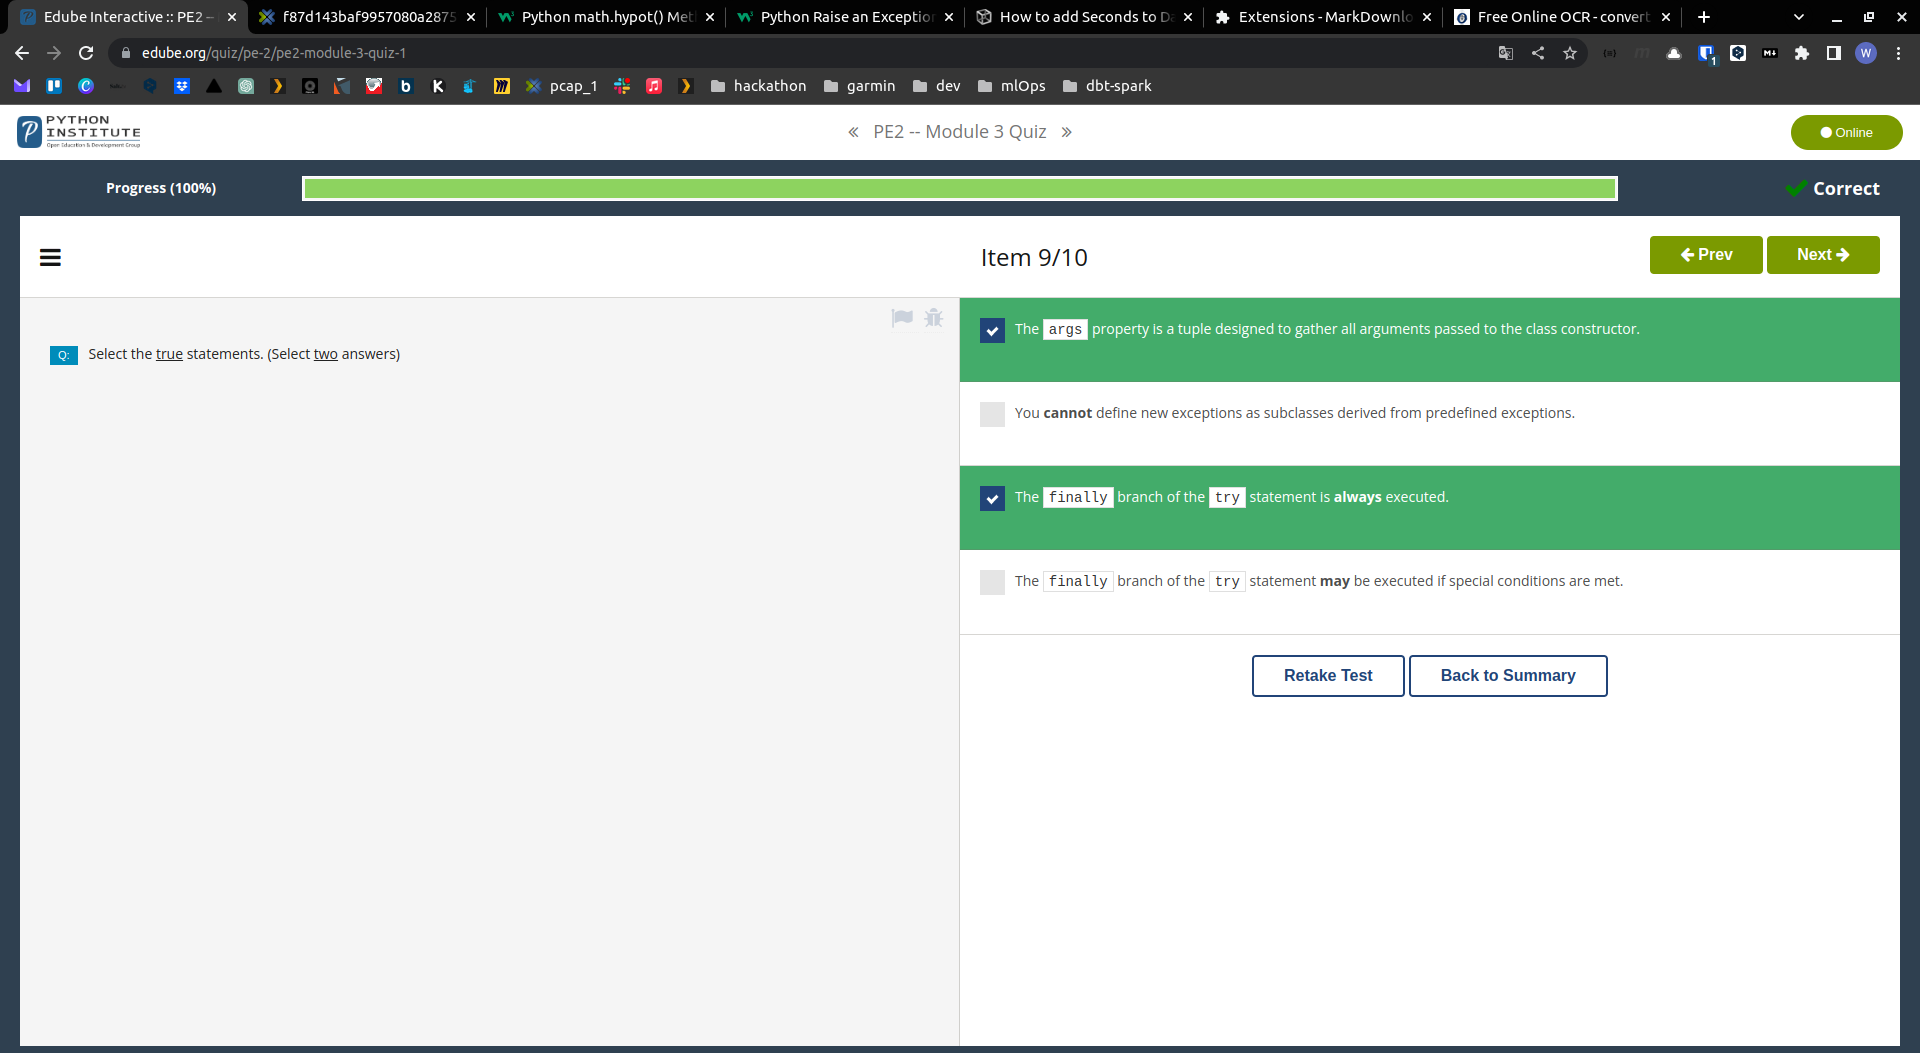 Edube Interactive :: PE2 –
f87d143baf9957080a2875
Python math.hypot() Met
Python Raise an Exception
How to add Seconds to Da
Extensions - MarkDownlo
Free Online OCR - convert
edube.org/quiz/pe-2/pe2-module-3-quiz-1
1
W
pcap_1
hackathon
garmin
dev
mlOps
dbt-spark
PYTHON
INSTITUTE
Open Education & Development Group
« PE2 -- Module 3 Quiz »
Online
Progress (100%)
Correct
Item 9/10
Prev
Next
Q: Select the true statements. (Select two answers)
The args property is a tuple designed to gather all arguments passed to the class constructor.
You cannot define new exceptions as subclasses derived from predefined exceptions.
The finally branch of the try statement is always executed.
The finally branch of the try statement may be executed if special conditions are met.
Retake Test
Back to Summary